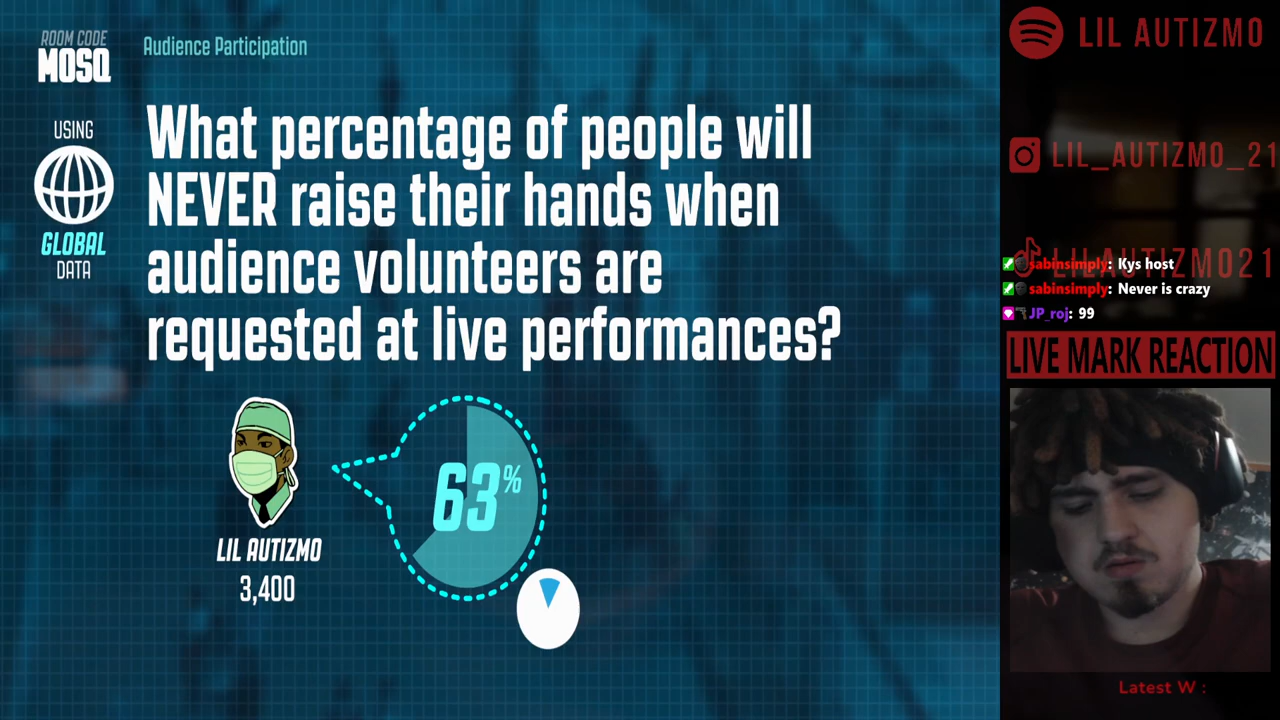 ROOM CODE
MOSQ
Audience Participation
USING
GLOBAL
DATA
What percentage of people will
NEVER raise their hands when
audience volunteers are
requested at live performances?
63%
LIL AUTIZMO
3,400
LIL AUTIZMO
LIL_AUTIZMO_21
LILAUTIZMO21
sabinsimply: Kys host
sabinsimply: Never is crazy
JP_roj: 99
LIVE MARK REACTION
Latest W :